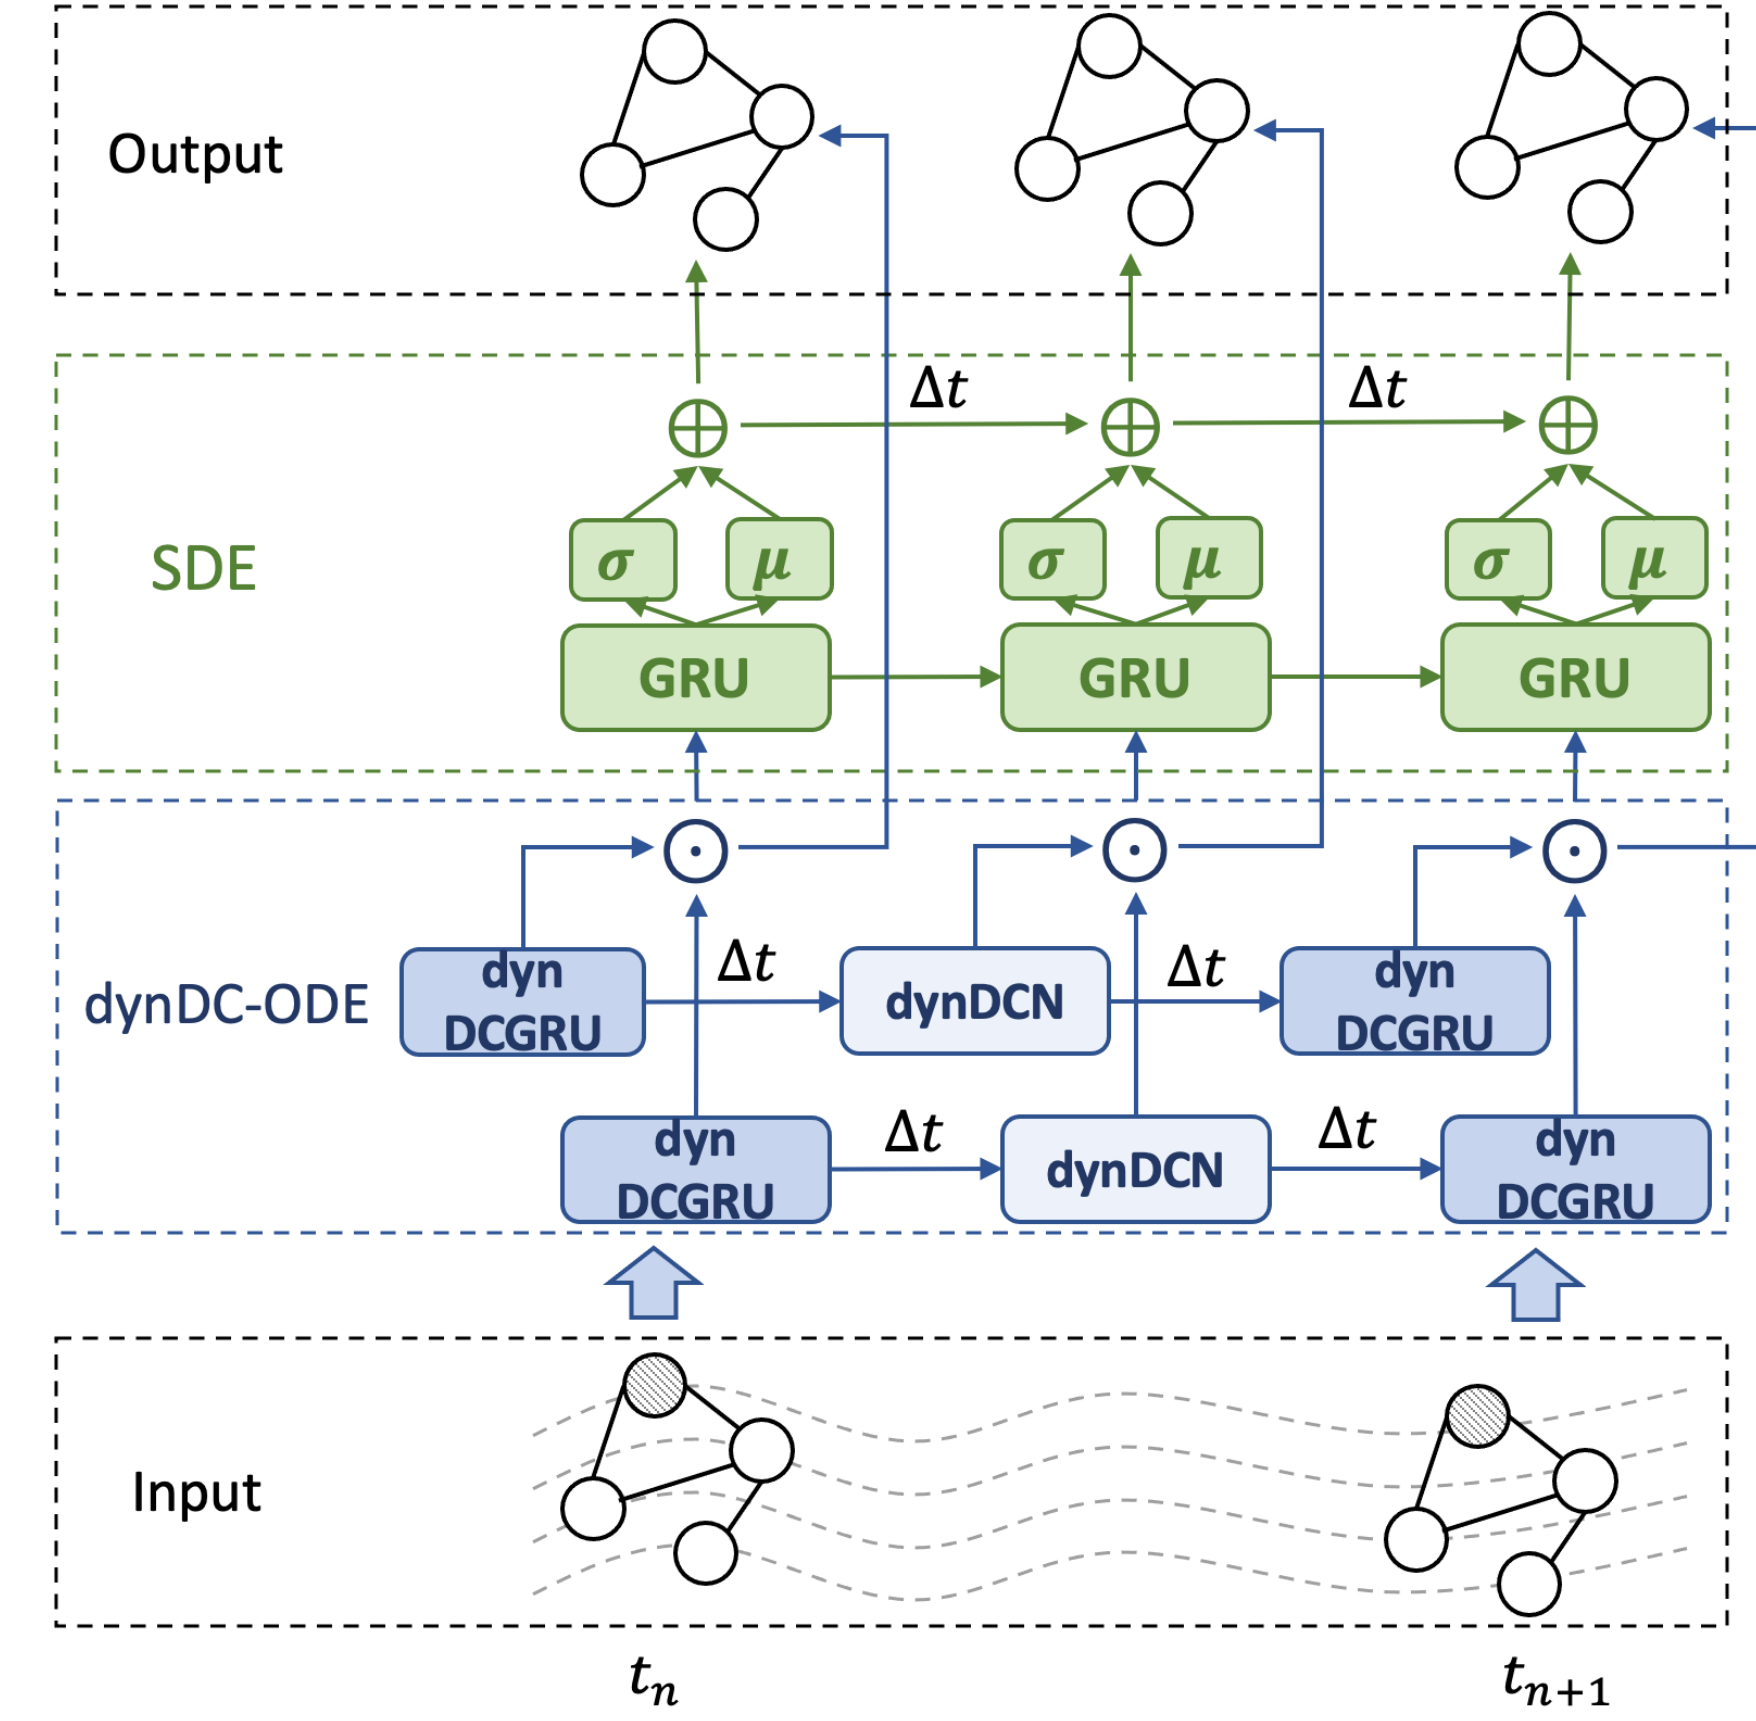 Output
Δt
Δt
σ
μ
σ
μ
σ
μ
SDE
GRU
GRU
GRU
Δt
Δt
dynDC-ODE
dyn
DCGRU
dynDCN
dyn
DCGRU
Δt
Δt
dyn
DCGRU
dynDCN
dyn
DCGRU
Input
tₙ
tₙ₊₁